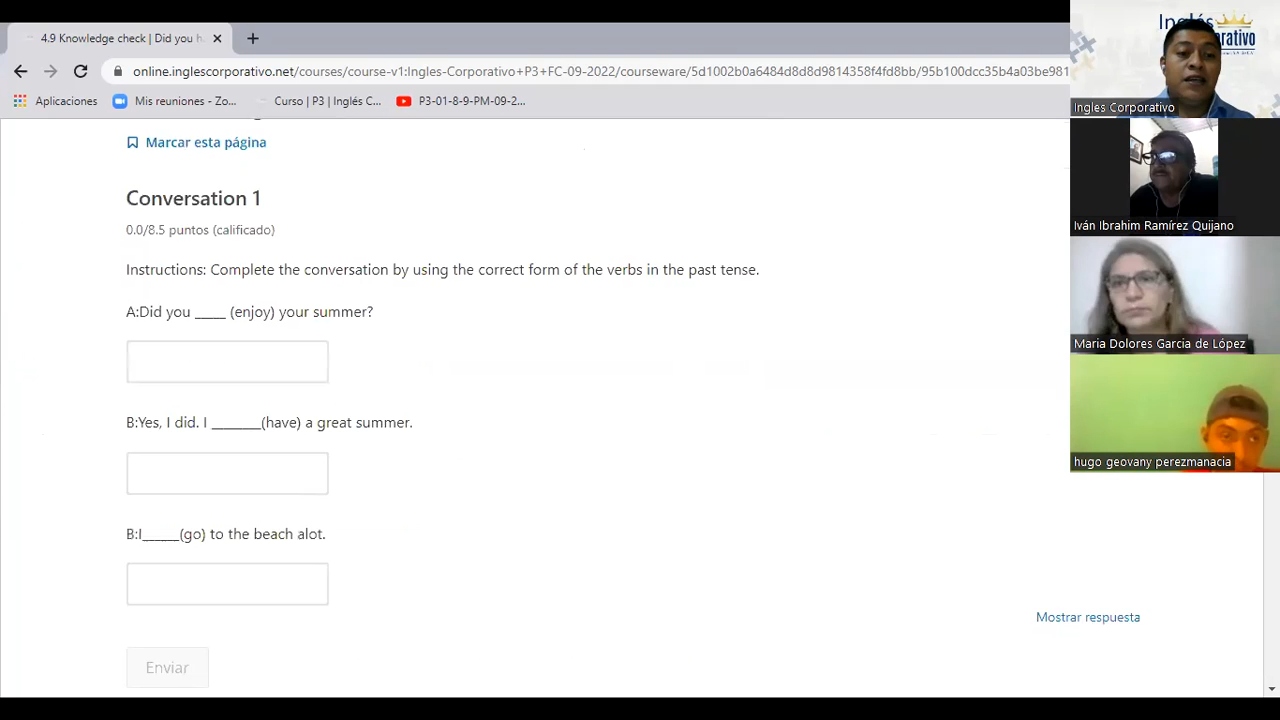 4.9 Knowledge check | Did you h
online.inglescorporativo.net/courses/course-v1:Ingles-Corporativo+P3+FC-09-2022/courseware/5d1002b0a6484d8d8d9814358f4fd8bb/95b100dcc35b4a03be981
Aplicaciones
Mis reuniones - Zo...
Curso | P3 | Inglés C...
P3-01-8-9-PM-09-2...
Marcar esta página
Conversation 1
0.0/8.5 puntos (calificado)
Instructions: Complete the conversation by using the correct form of the verbs in the past tense.
A:Did you _____ (enjoy) your summer?
B:Yes, I did. I ________(have) a great summer.
B:I______(go) to the beach alot.
Mostrar respuesta
Enviar
Ingles Corporativo
Iván Ibrahim Ramírez Quijano
Maria Dolores Garcia de López
hugo geovany perezmanacia